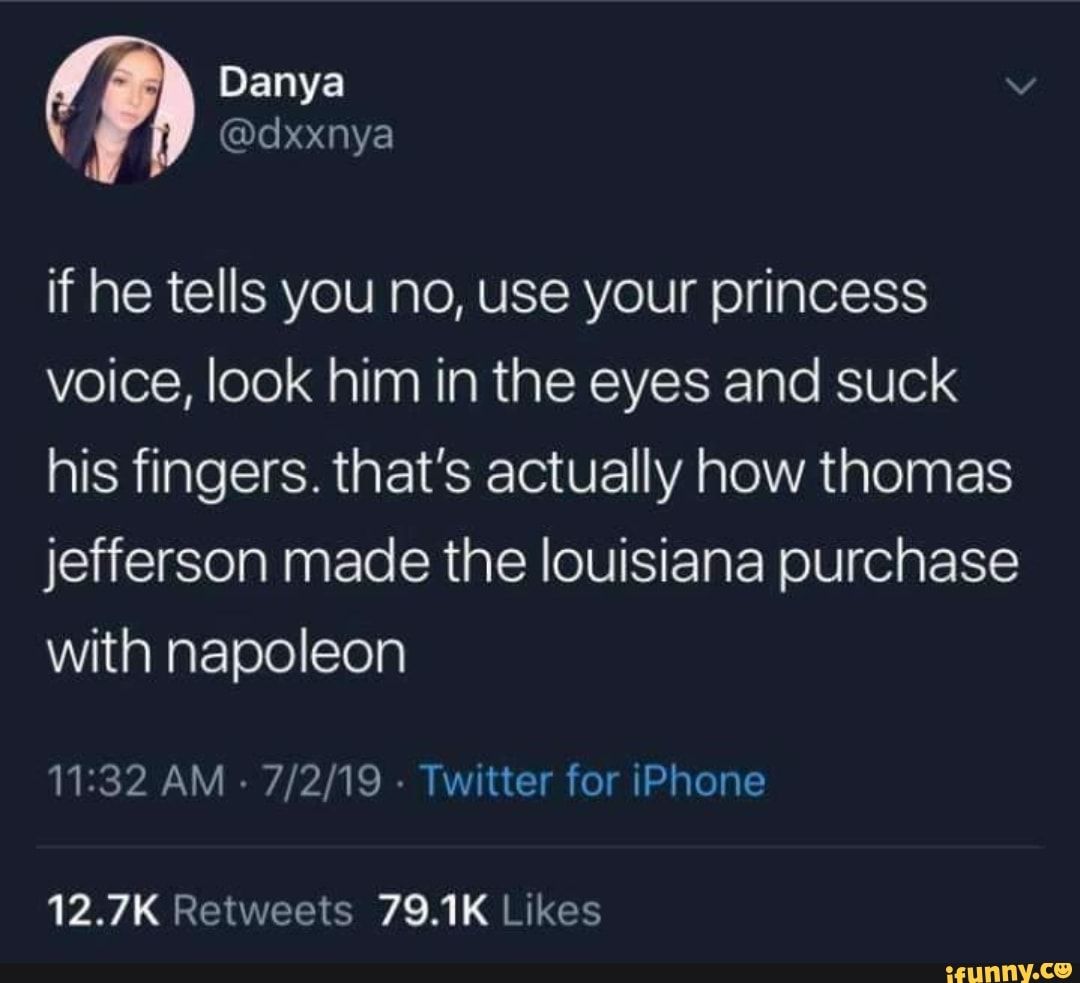 Danya
@dxxnya
if he tells you no, use your princess
voice, look him in the eyes and suck
his fingers. that's actually how thomas
jefferson made the louisiana purchase
with napoleon
11:32 AM · 7/2/19 · Twitter for iPhone
12.7K Retweets 79.1K Likes
ifunny.co